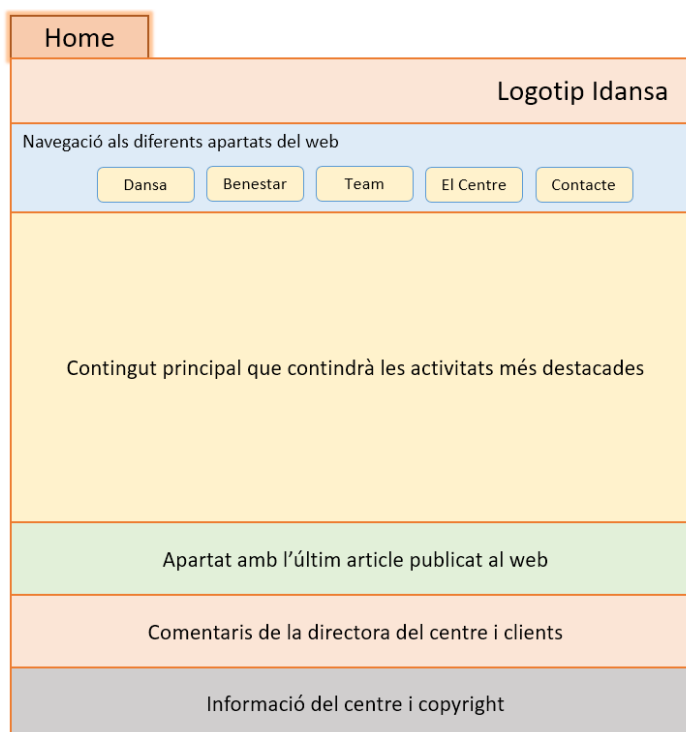 Home
Logotip Idansa
Navegació als diferents apartats del web
Dansa
Benestar
Team
El Centre
Contacte
Contingut principal que contindrà les activitats més destacades
Apartat amb l'últim article publicat al web
Comentaris de la directora del centre i clients
Informació del centre i copyright